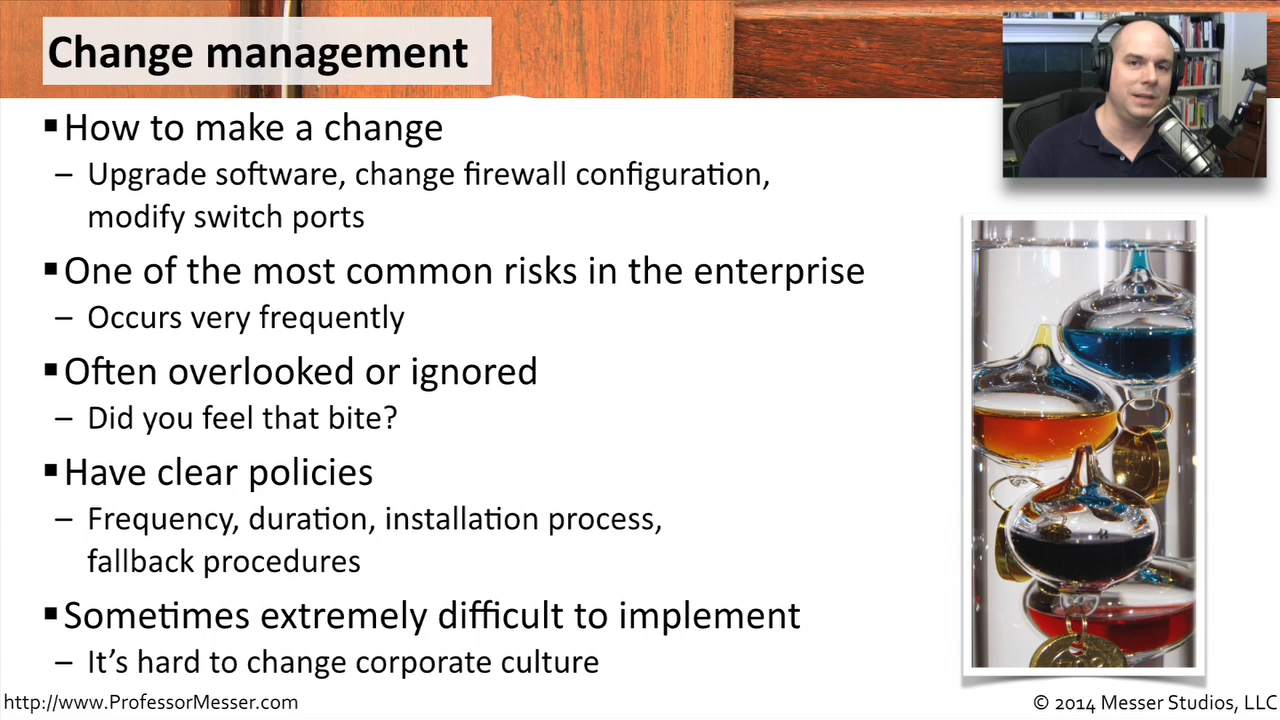 Change management
▪How to make a change
– Upgrade software, change firewall configuration,
modify switch ports
▪One of the most common risks in the enterprise
– Occurs very frequently
▪Often overlooked or ignored
– Did you feel that bite?
▪Have clear policies
– Frequency, duration, installation process,
fallback procedures
▪Sometimes extremely difficult to implement
– It’s hard to change corporate culture
http://www.ProfessorMesser.com
© 2014 Messer Studios, LLC